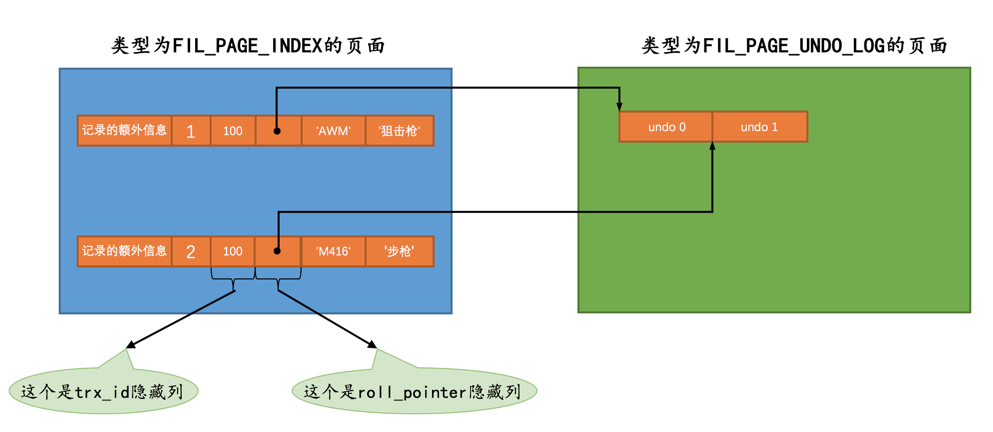 类型为FIL_PAGE_INDEX的页面
类型为FIL_PAGE_UNDO_LOG的页面
记录的额外信息 1 100 'AWM' '狙击枪'
undo 0 undo 1
记录的额外信息 2 100 'M416' '步枪'
这个是trx_id隐藏列
这个是roll_pointer隐藏列